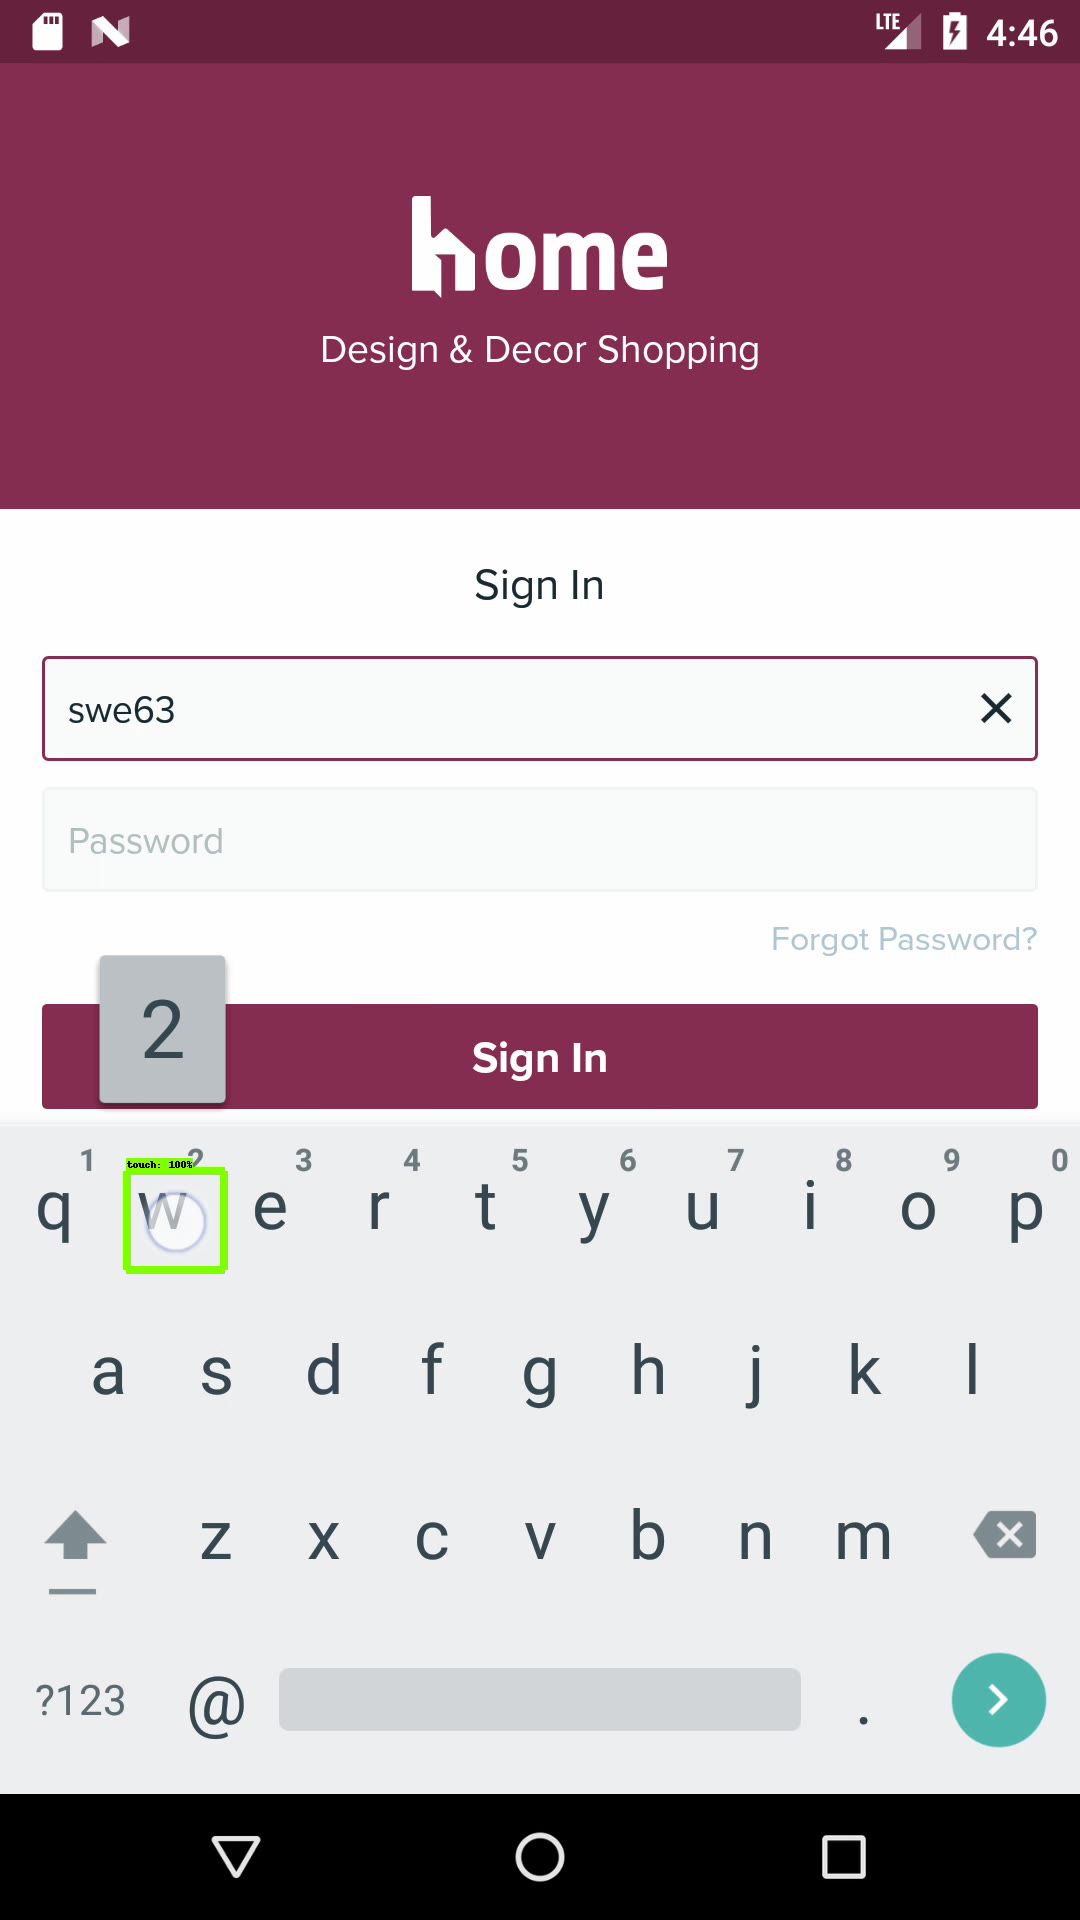 LTE 4:46
home
Design & Decor Shopping
Sign In
swe63
Password
Forgot Password?
2
Sign In
1 2 3 4 5 6 7 8 9 0
touch: 100%
q w e r t y u i o p
a s d f g h j k l
z x c v b n m
?123 @ .